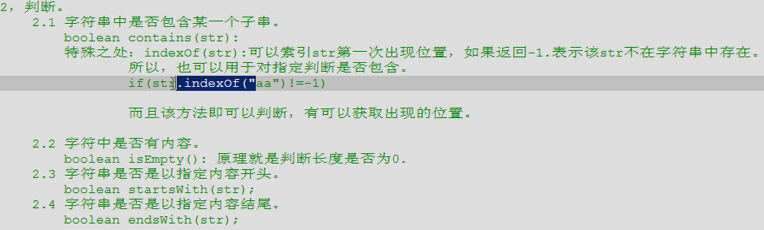 2，判断。
2.1 字符串中是否包含某一个子串。
boolean contains(str):
特殊之处：indexOf(str):可以索引str第一次出现位置，如果返回-1.表示该str不在字符串中存在。
所以，也可以用于对指定判断是否包含。
if(str.indexOf("aa")!=-1)
而且该方法即可以判断，有可以获取出现的位置。
2.2 字符中是否有内容。
boolean isEmpty(): 原理就是判断长度是否为0.
2.3 字符串是否是以指定内容开头。
boolean startsWith(str);
2.4 字符串是否是以指定内容结尾。
boolean endsWith(str);